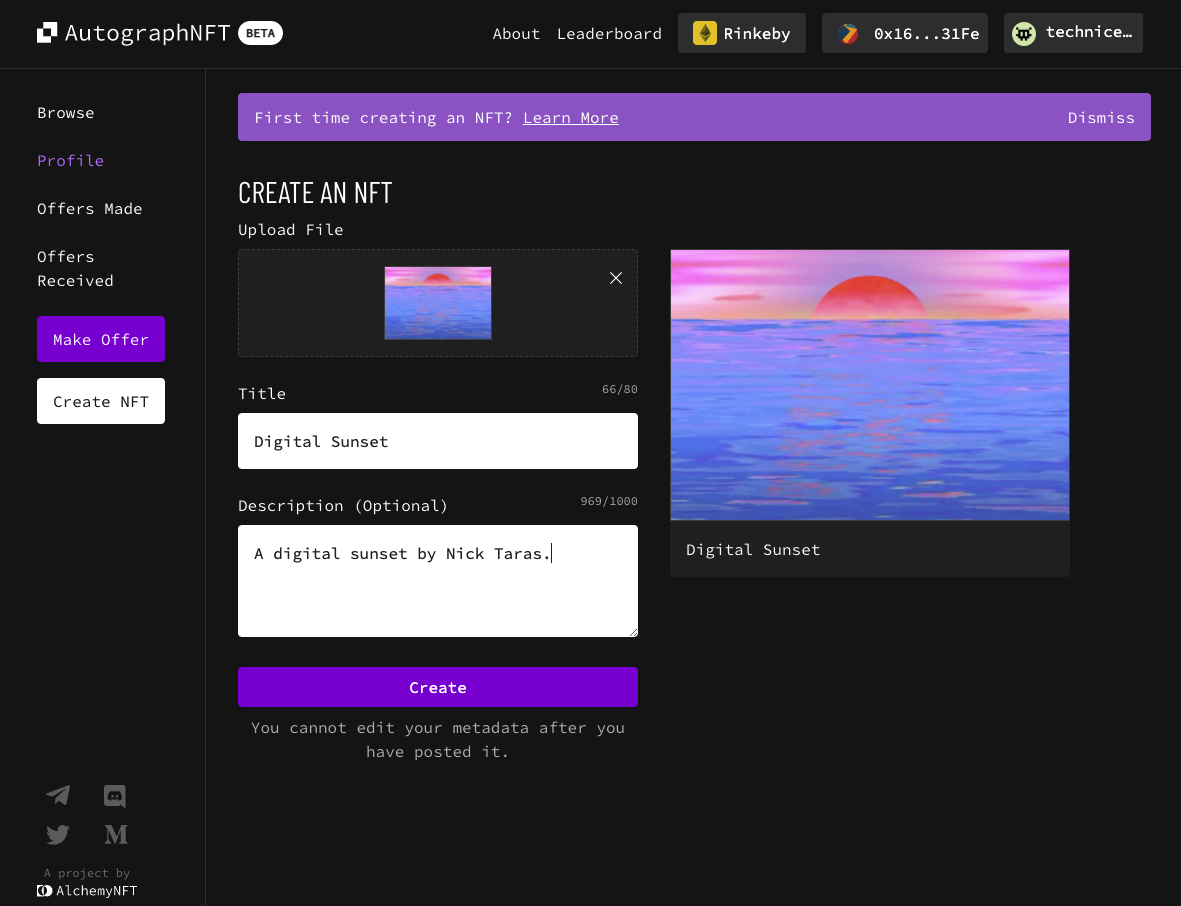 AutographNFT BETA
About Leaderboard Rinkeby 0x16...31Fe technice…
Browse
Profile
Offers Made
Offers
Received
Make Offer
Create NFT
First time creating an NFT? Learn More Dismiss
CREATE AN NFT
Upload File
Title 66/80
Digital Sunset
Description (Optional) 969/1000
A digital sunset by Nick Taras.
Create
You cannot edit your metadata after you
have posted it.
Digital Sunset
M
A project by
AlchemyNFT